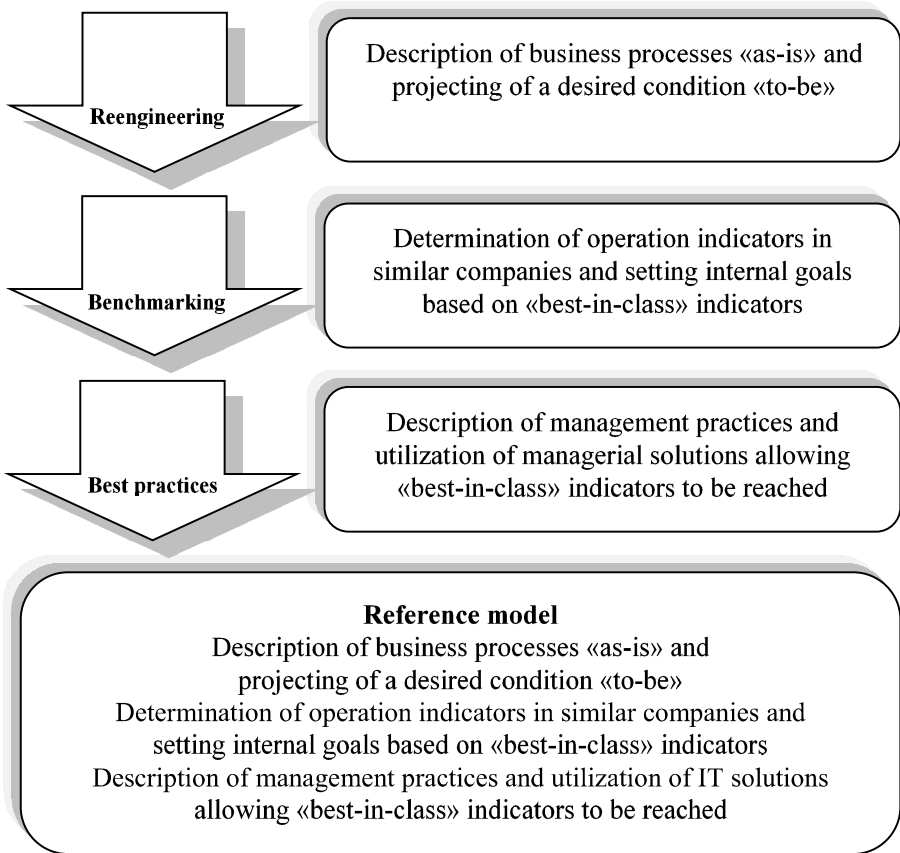 Reengineering
Description of business processes «as-is» and
projecting of a desired condition «to-be»
Benchmarking
Determination of operation indicators in
similar companies and setting internal goals
based on «best-in-class» indicators
Best practices
Description of management practices and
utilization of managerial solutions allowing
«best-in-class» indicators to be reached
Reference model
Description of business processes «as-is» and
projecting of a desired condition «to-be»
Determination of operation indicators in similar companies and
setting internal goals based on «best-in-class» indicators
Description of management practices and utilization of IT solutions
allowing «best-in-class» indicators to be reached